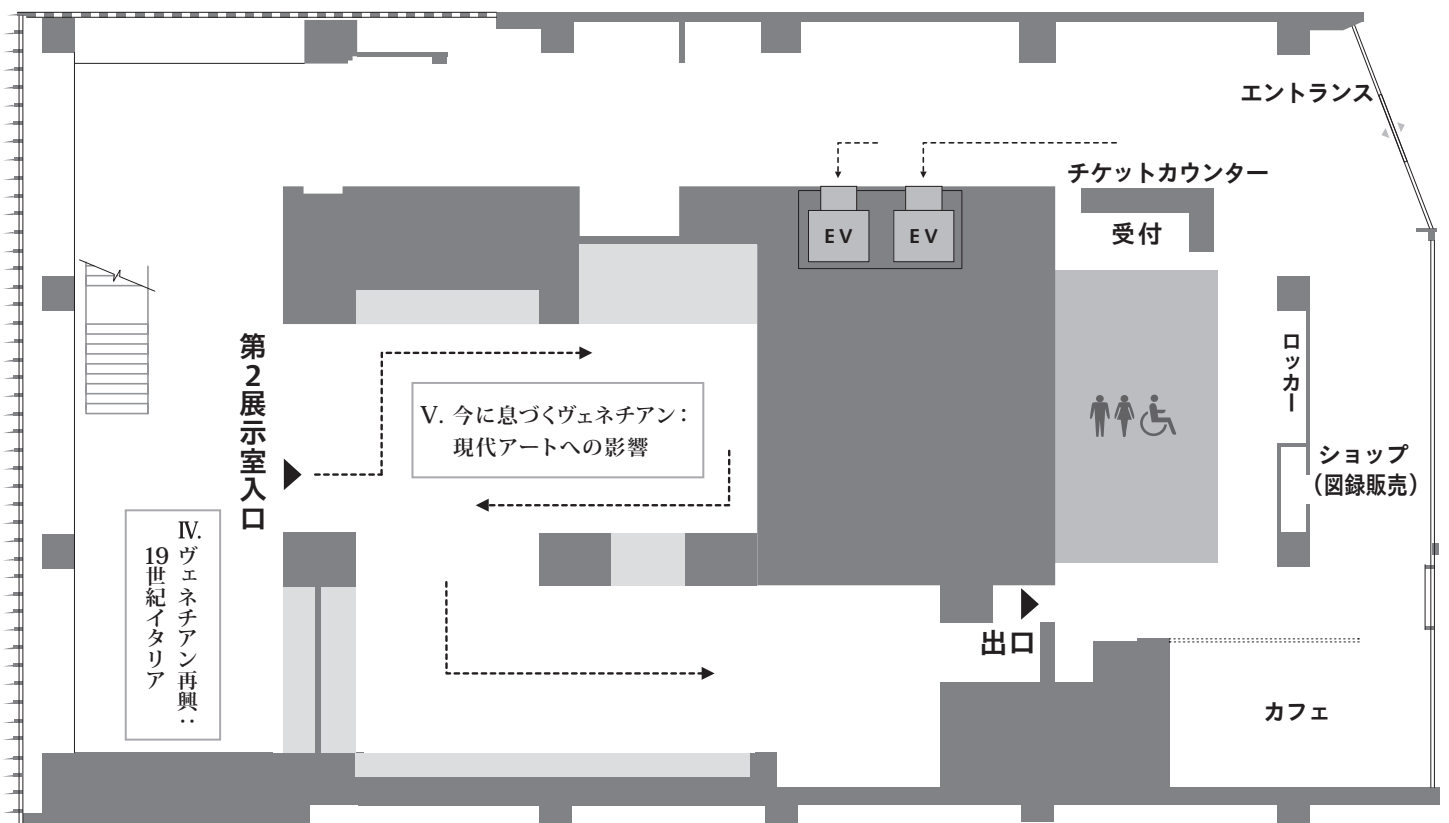 エントランス
チケットカウンター
受付
EV
EV
ロッカー
ショップ
（図録販売）
第2展示室入口
Ⅴ. 今に息づくヴェネチアン：
現代アートへの影響
Ⅳ. ヴェネチアン再興：
19世紀イタリア
出口
カフェ